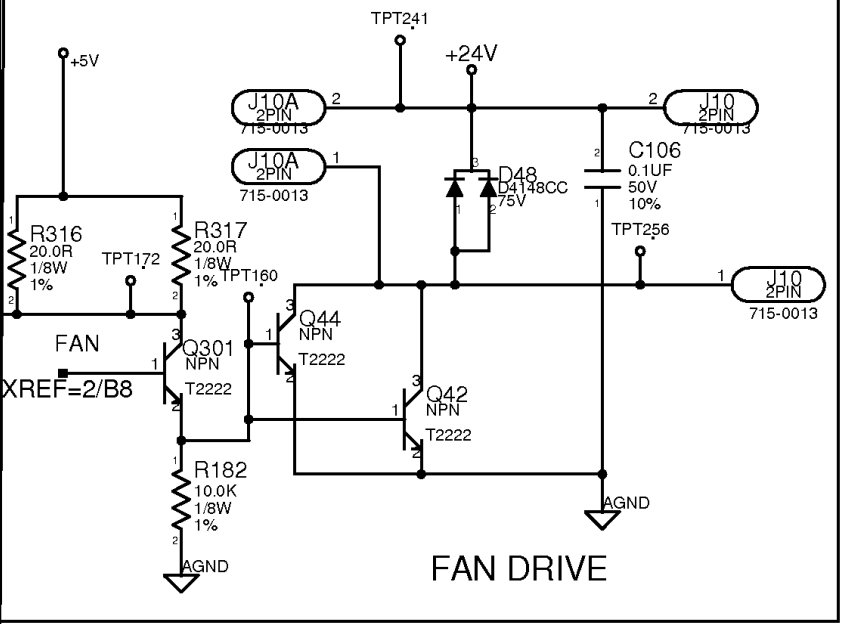 TPT241
+5V
+24V
J10A
2PIN
715-0013
2
2
J10
2PIN
715-0013
J10A
2PIN
715-0013
1
3
D48
D4148CC
75V
1
2
2
C106
0.1UF
50V
10%
1
1
R316
20.0R
1/8W
1%
2
1
R317
20.0R
1/8W
1%
2
TPT172
TPT160
TPT256
1
J10
2PIN
715-0013
FAN
XREF=2/B8
3
1
Q301
NPN
T2222
2
3
1
Q44
NPN
T2222
2
3
1
Q42
NPN
T2222
2
1
R182
10.0K
1/8W
1%
2
AGND
AGND
FAN DRIVE